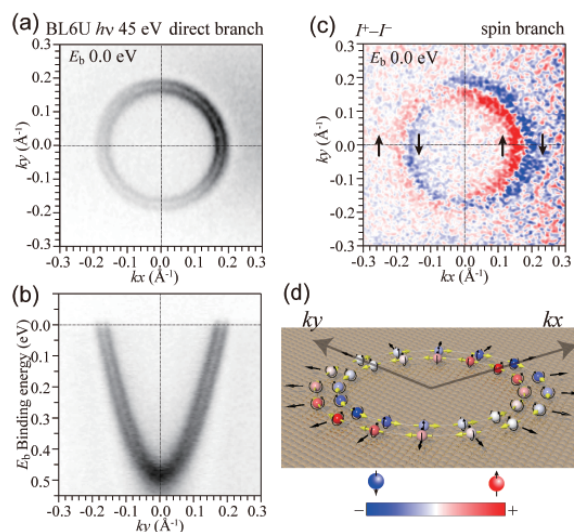 (a) BL6U hν 45 eV direct branch
Eb 0.0 eV
0.3
0.2
0.1
0.0
-0.1
-0.2
-0.3
ky (Å-1)
-0.3 -0.2 -0.1 0.0 0.1 0.2 0.3
kx (Å-1)
(c) I+–I- spin branch
Eb 0.0 eV
0.3
0.2
0.1
0.0
-0.1
-0.2
-0.3
ky (Å-1)
-0.3 -0.2 -0.1 0.0 0.1 0.2 0.3
kx (Å-1)
(b)
0.0
0.1
0.2
0.3
0.4
0.5
Eb Binding energy (eV)
-0.3 -0.2 -0.1 0.0 0.1 0.2 0.3
ky (Å-1)
(d)
ky kx
– +